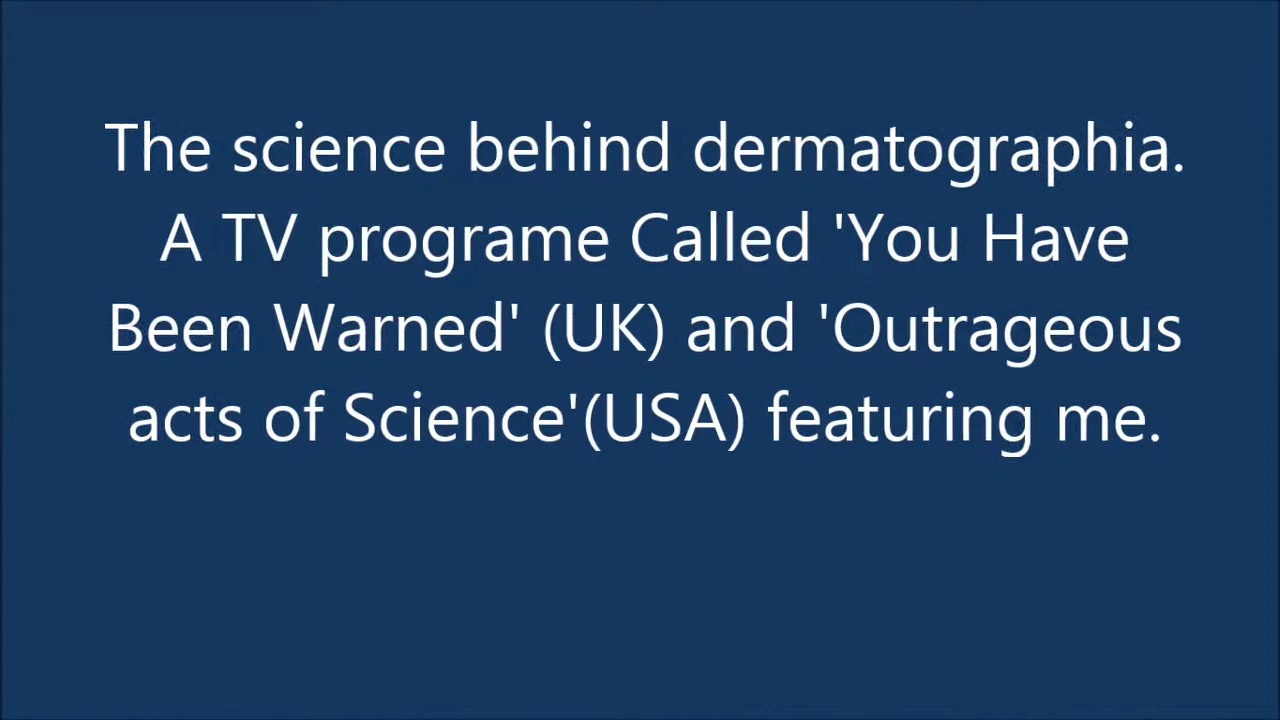 The science behind dermatographia.
A TV programe Called 'You Have
Been Warned' (UK) and 'Outrageous
acts of Science'(USA) featuring me.